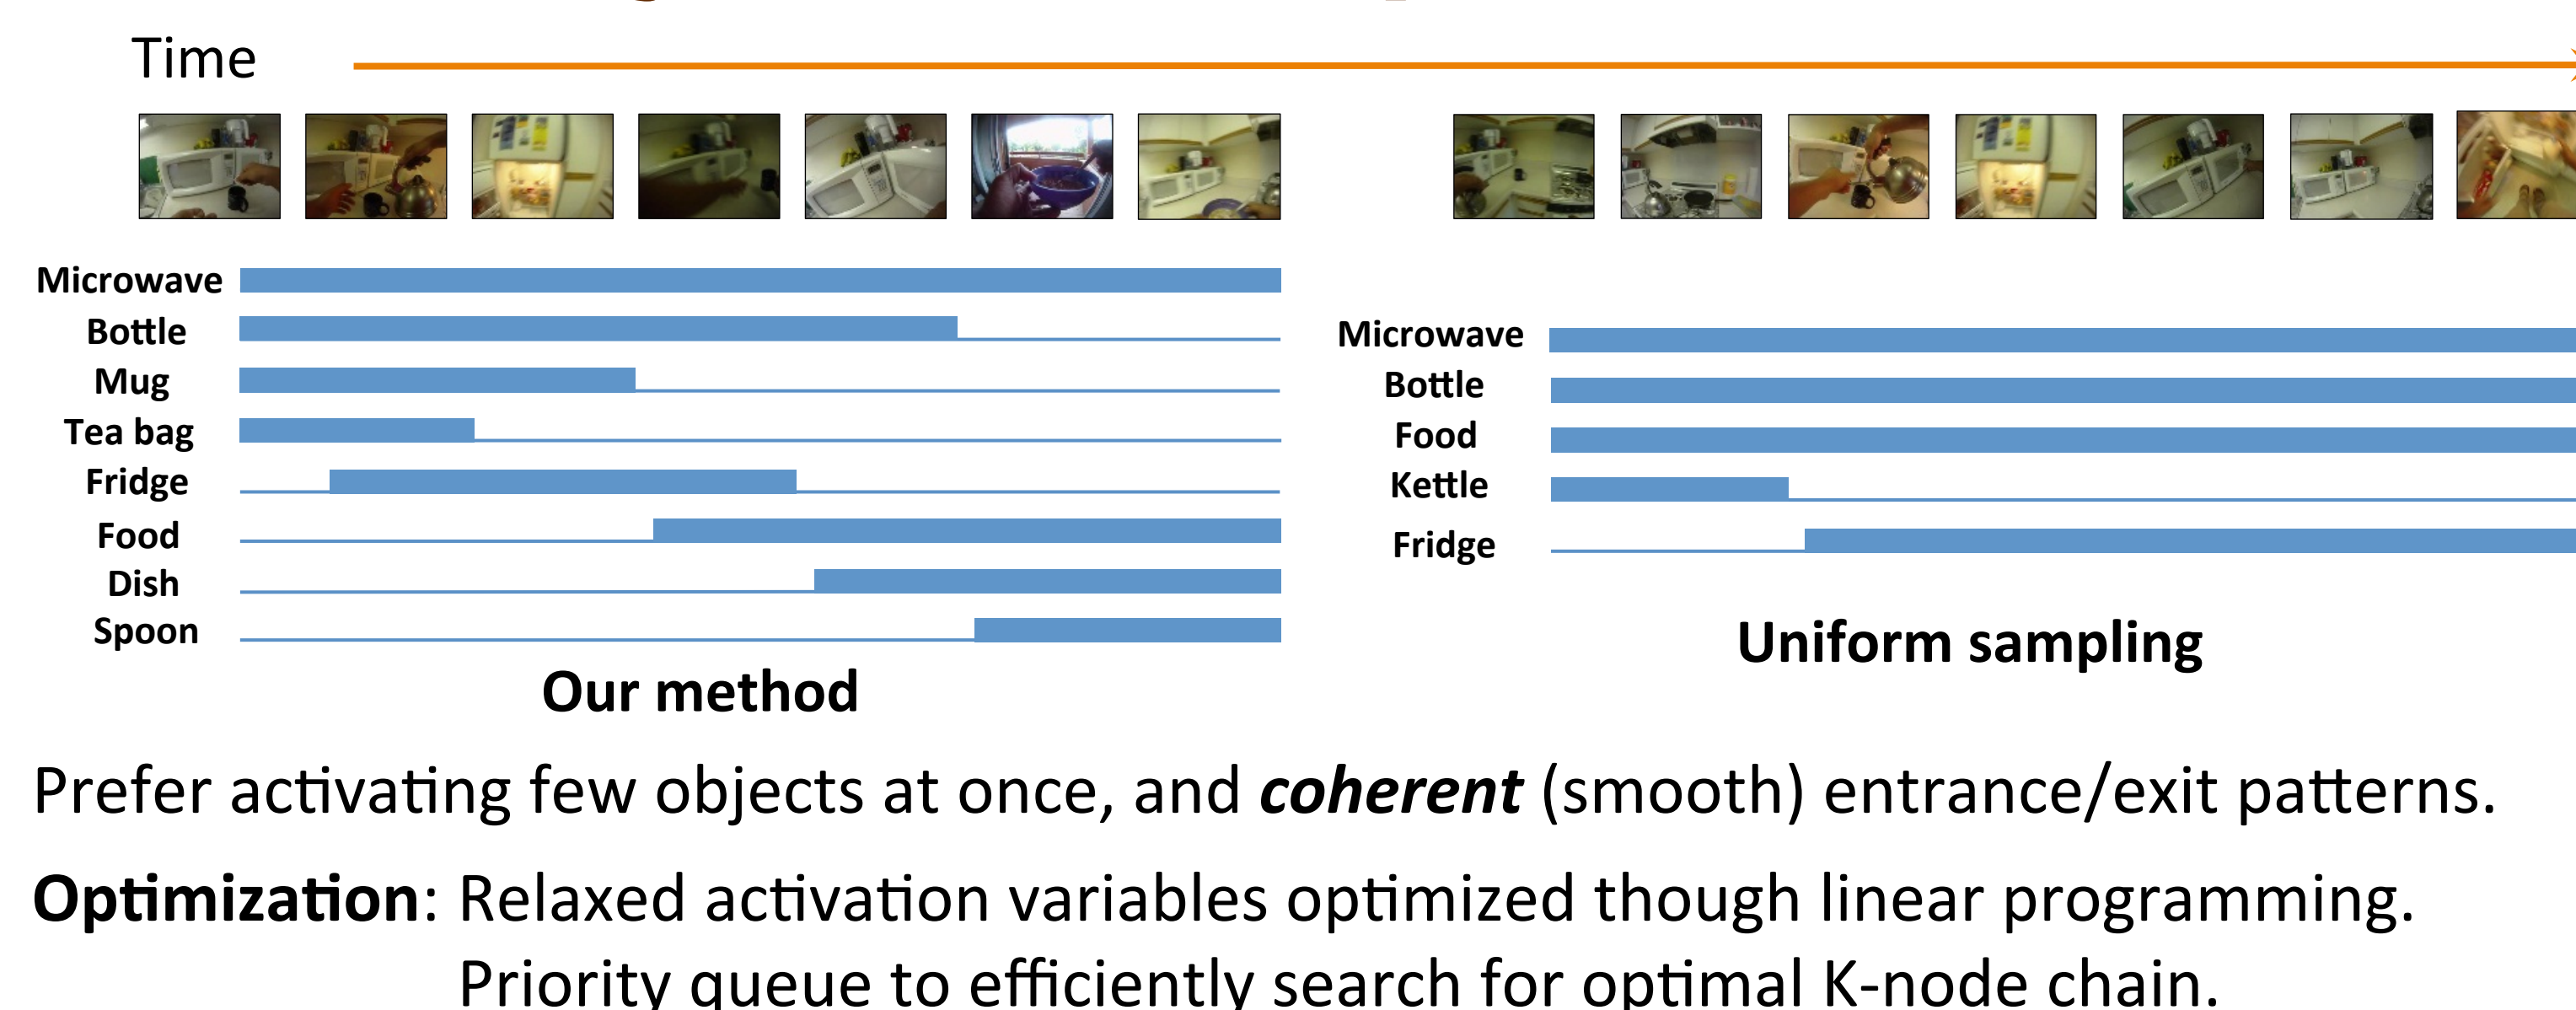 Time
Microwave
Bottle
Mug
Tea bag
Fridge
Food
Dish
Spoon
Our method
Microwave
Bottle
Food
Kettle
Fridge
Uniform sampling
Prefer activating few objects at once, and coherent (smooth) entrance/exit patterns.
Optimization: Relaxed activation variables optimized though linear programming.
Priority queue to efficiently search for optimal K-node chain.